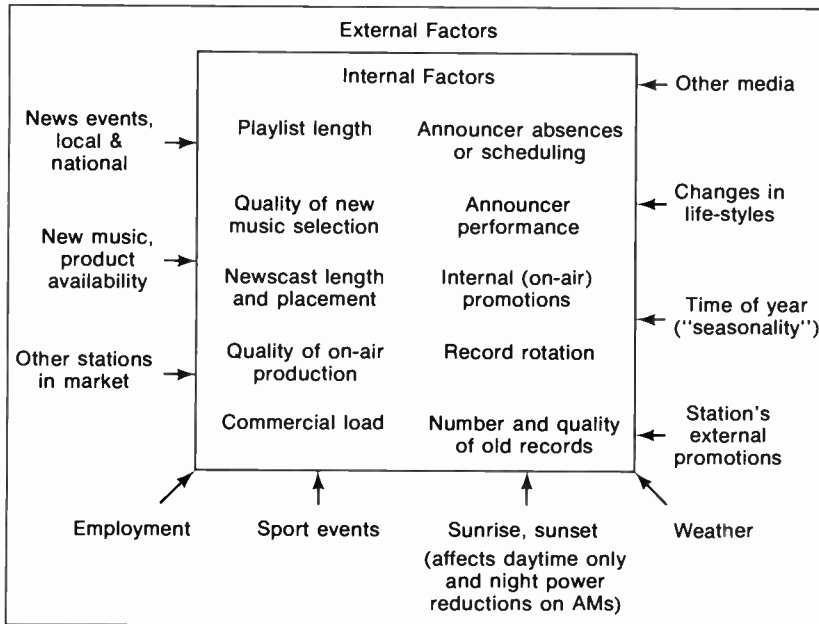 External Factors
Internal Factors
News events,
local &
national
New music,
product
availability
Other stations
in market
Playlist length
Quality of new
music selection
Newscast length
and placement
Quality of on-air
production
Commercial load
Announcer absences
or scheduling
Announcer
performance
Internal (on-air)
promotions
Record rotation
Number and quality
of old records
Other media
Changes in
life-styles
Time of year
("seasonality")
Station's
external
promotions
Employment
Sport events
Sunrise, sunset
(affects daytime only
and night power
reductions on AMs)
Weather